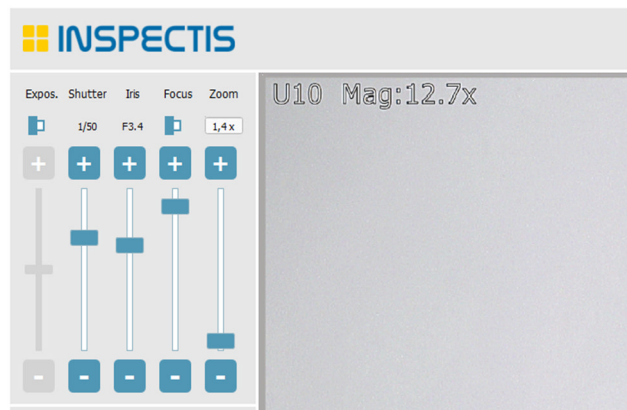 INSPECTIS
Expos. Shutter Iris Focus Zoom
1/50 F3.4 1,4 x
+ + + + +
- - - - -
U10 Mag:12.7x